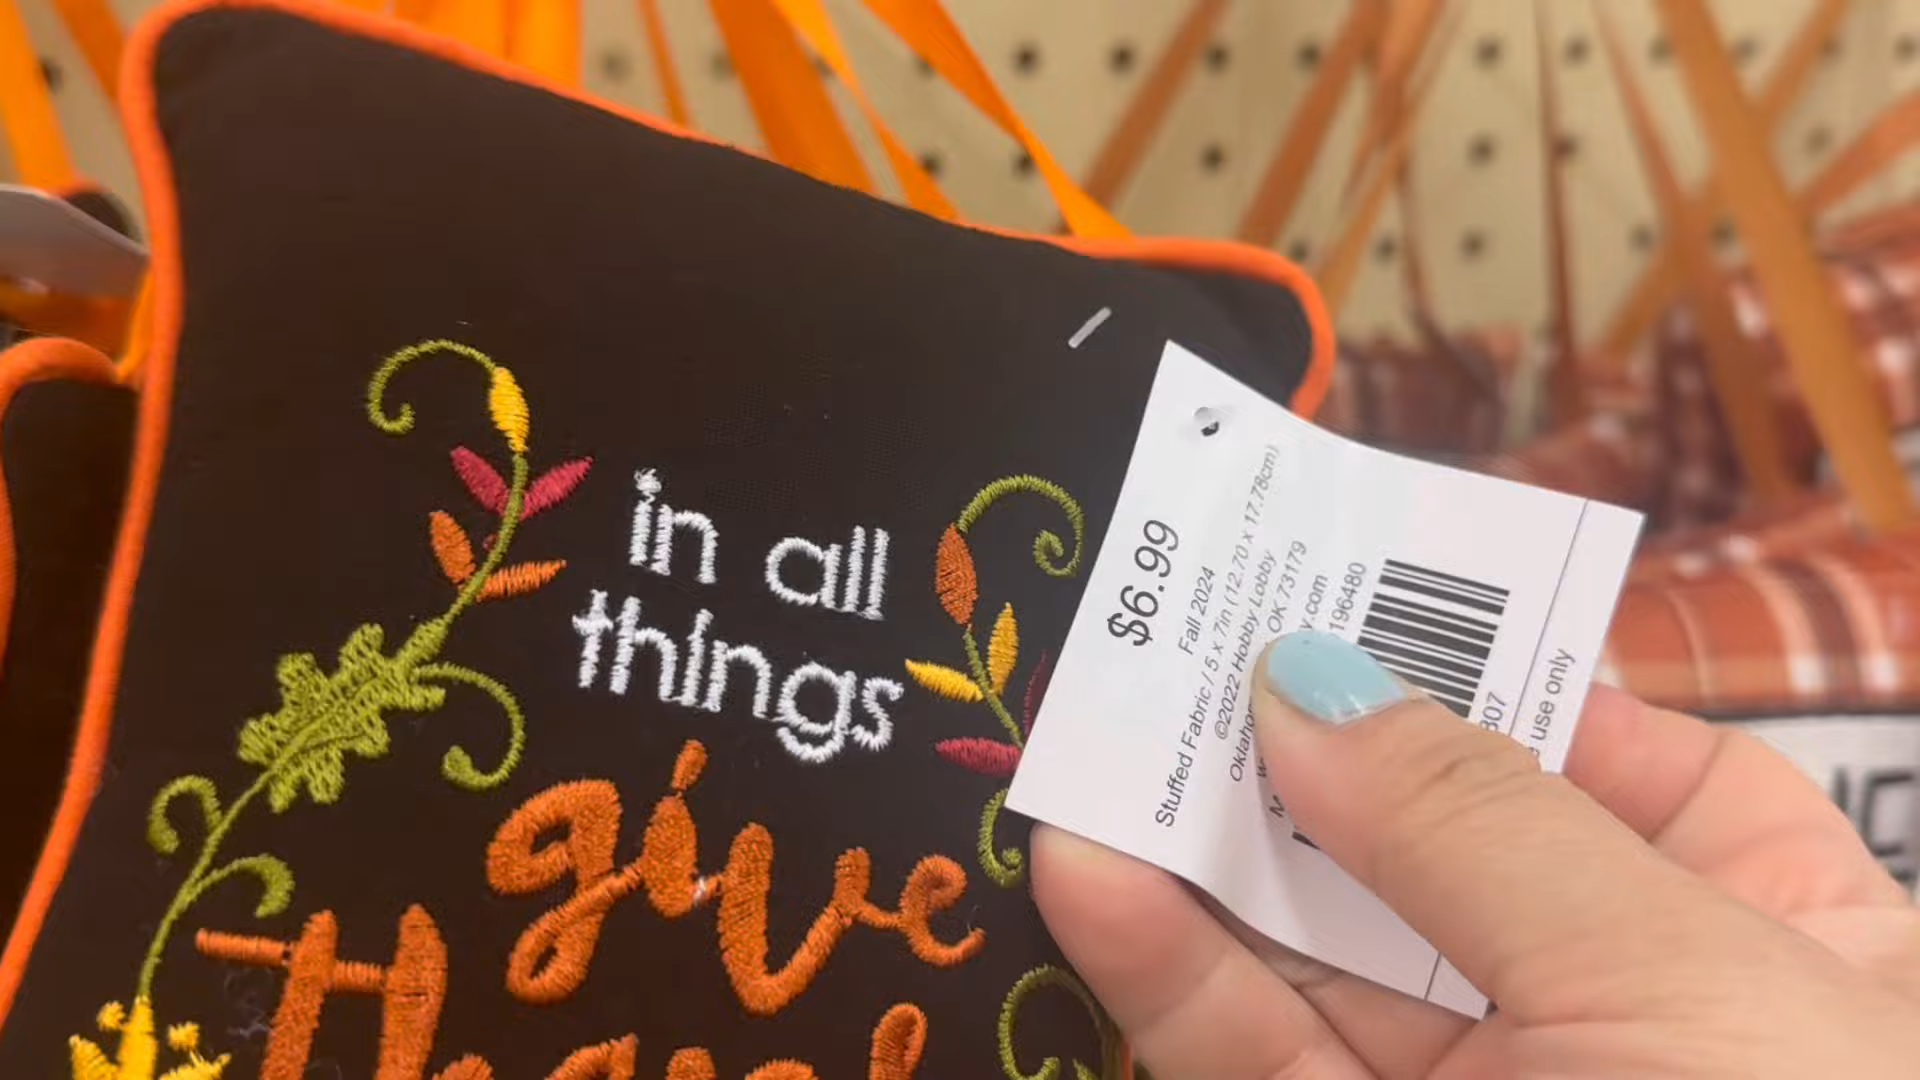 in all
things
give
$6.99
Fall 2024
Stuffed Fabric / 5 x 7in (12.70 x 17.78cm)
©2022 Hobby Lobby
OK 73179
196480
use only